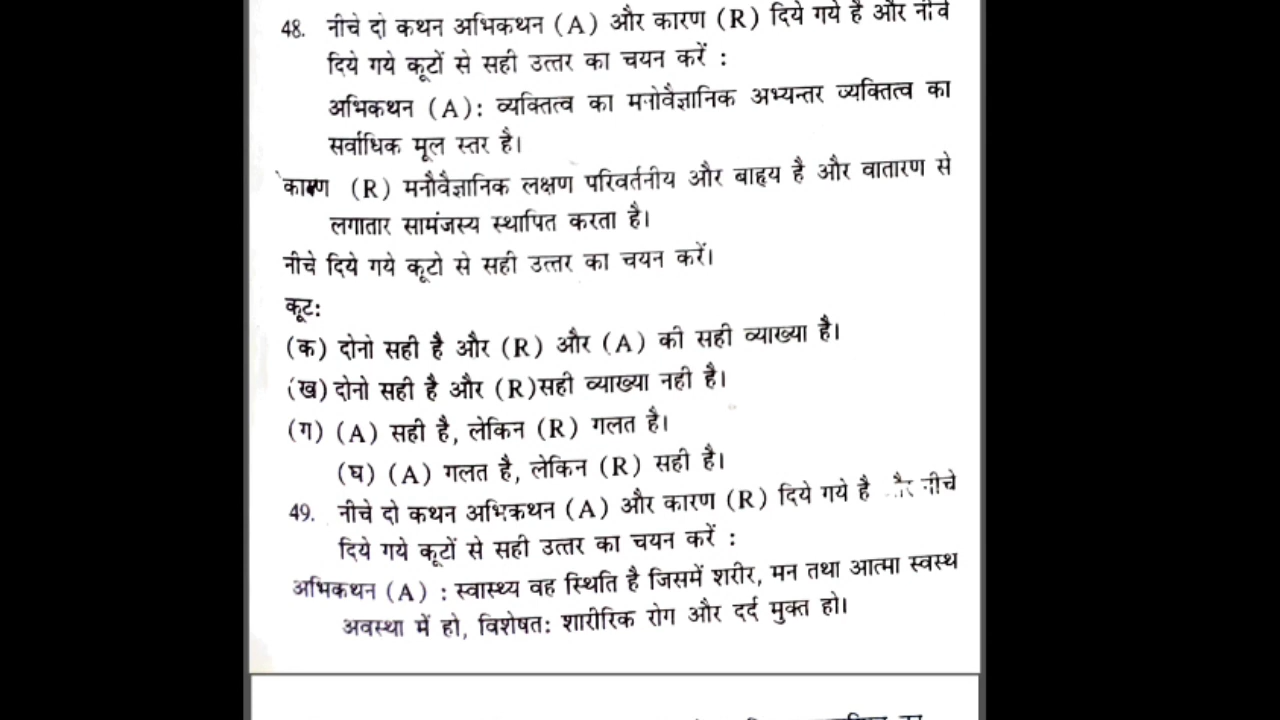 48. नीचे दो कथन अभिकथन (A) और कारण (R) दिये गये है और नीचे
दिये गये कूटों से सही उत्तर का चयन करें :
अभिकथन (A): व्यक्तित्व का मनोवैज्ञानिक अभ्यन्तर व्यक्तित्व का
सर्वाधिक मूल स्तर है।
कारण (R) मनौवैज्ञानिक लक्षण परिवर्तनीय और बाहृय है और वातारण से
लगातार सामंजस्य स्थापित करता है।
नीचे दिये गये कूटो से सही उत्तर का चयन करें।
कूट:
(क) दोनो सही है और (R) और (A) की सही व्याख्या है।
(ख) दोनो सही है और (R)सही व्याख्या नही है।
(ग) (A) सही है, लेकिन (R) गलत है।
(घ) (A) गलत है, लेकिन (R) सही है।
49. नीचे दो कथन अभिकथन (A) और कारण (R) दिये गये है और नीचे
दिये गये कूटों से सही उत्तर का चयन करें :
अभिकथन (A) : स्वास्थ्य वह स्थिति है जिसमें शरीर, मन तथा आत्मा स्वस्थ
अवस्था में हो, विशेषत: शारीरिक रोग और दर्द मुक्त हो।